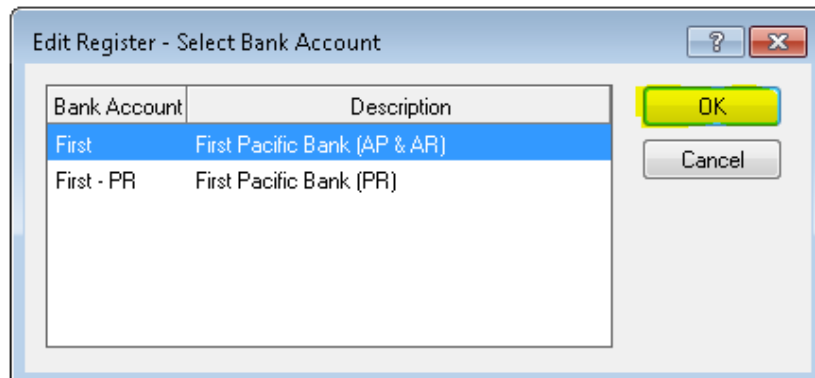 Edit Register - Select Bank Account
?
Bank Account Description
First First Pacific Bank (AP & AR)
First - PR First Pacific Bank (PR)
OK
Cancel